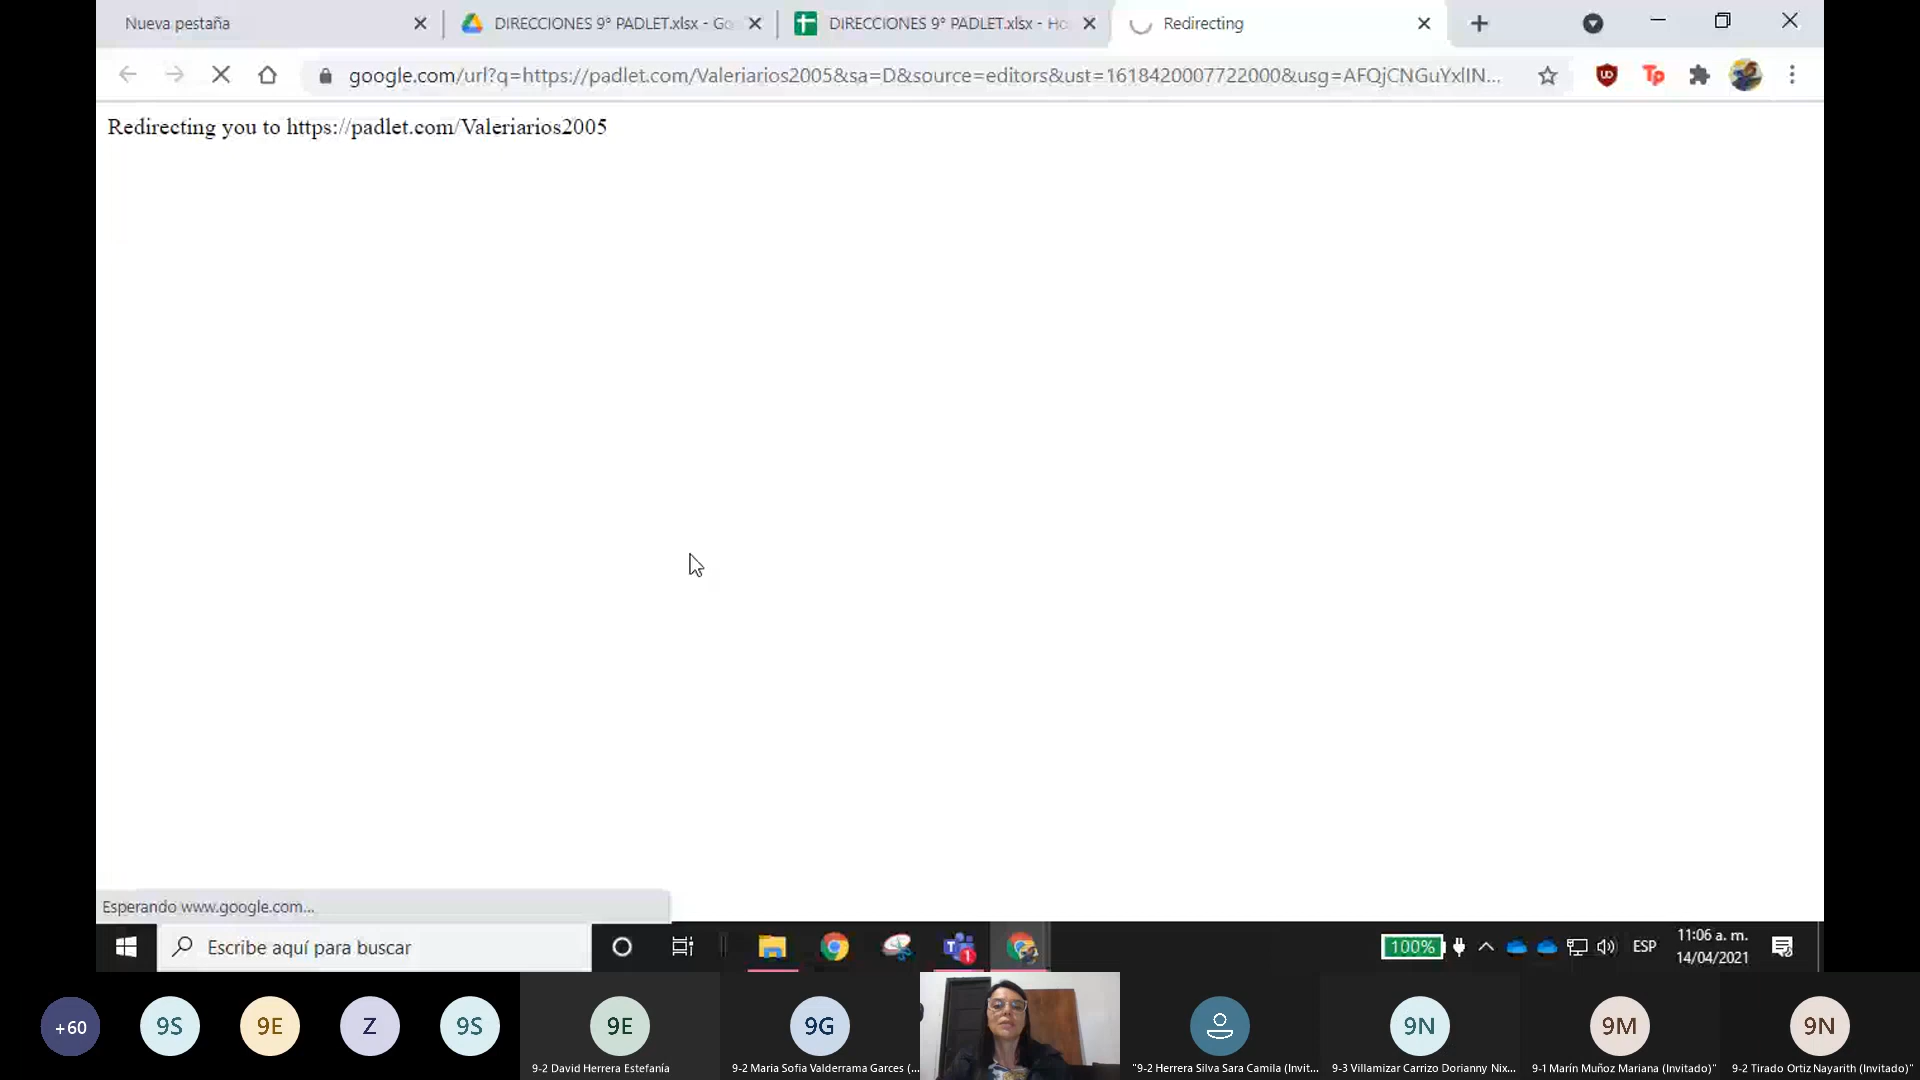 Nueva pestaña
DIRECCIONES 9° PADLET.xlsx - Go
DIRECCIONES 9° PADLET.xlsx - Ho
Redirecting
google.com/url?q=https://padlet.com/Valeriarios2005&sa=D&source=editors&ust=1618420007722000&usg=AFQjCNGuYxlIN...
Tp
Redirecting you to https://padlet.com/Valeriarios2005
Esperando www.google.com...
Escribe aquí para buscar
1
100%
ESP
11:06 a. m.
14/04/2021
+60
9S
9E
Z
9S
9E
9G
9N
9M
9N
9-2 David Herrera Estefanía
9-2 Maria Sofia Valderrama Garces (...
"9-2 Herrera Silva Sara Camila (Invit...
9-3 Villamizar Carrizo Dorianny Nix...
9-1 Marín Muñoz Mariana (Invitado)"
9-2 Tirado Ortiz Nayarith (Invitado)"